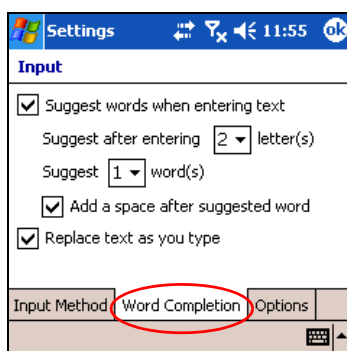 Settings 11:55 ok
Input
Suggest words when entering text
Suggest after entering 2 letter(s)
Suggest 1 word(s)
Add a space after suggested word
Replace text as you type
Input Method Word Completion Options